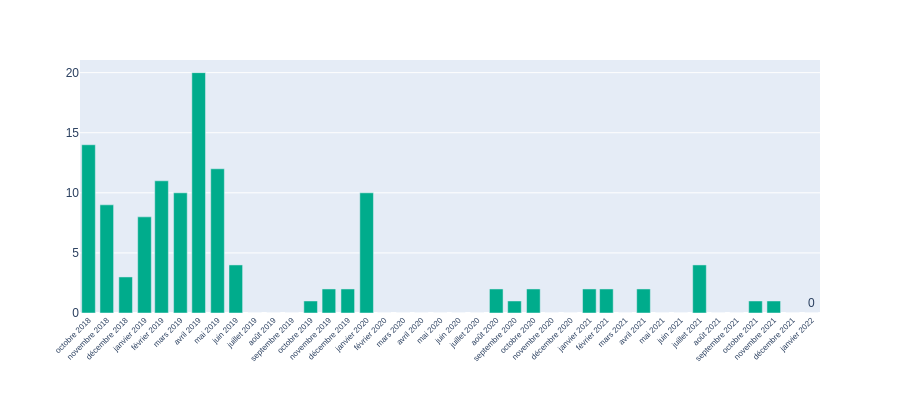 20
15
10
5
0
0
octobre 2018
novembre 2018
décembre 2018
janvier 2019
février 2019
mars 2019
avril 2019
mai 2019
juin 2019
juillet 2019
août 2019
septembre 2019
octobre 2019
novembre 2019
décembre 2019
janvier 2020
février 2020
mars 2020
avril 2020
mai 2020
juin 2020
juillet 2020
août 2020
septembre 2020
octobre 2020
novembre 2020
décembre 2020
janvier 2021
février 2021
mars 2021
avril 2021
mai 2021
juin 2021
juillet 2021
août 2021
septembre 2021
octobre 2021
novembre 2021
décembre 2021
janvier 2022